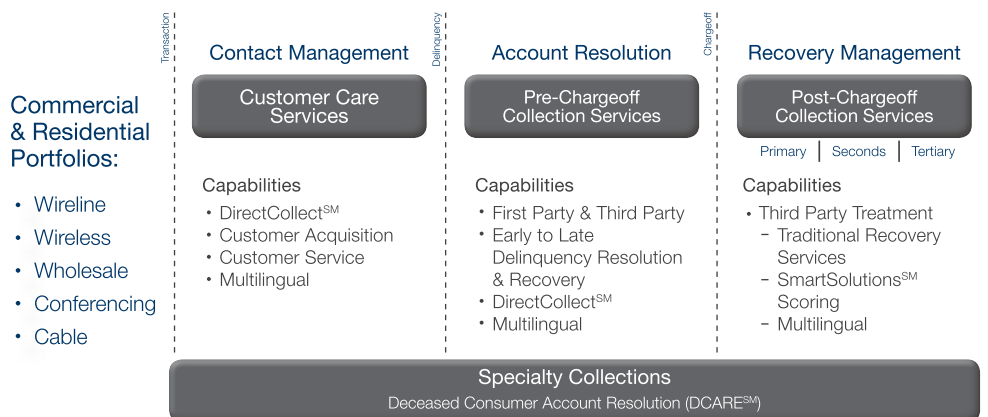 Commercial
& Residential
Portfolios:
• Wireline
• Wireless
• Wholesale
• Conferencing
• Cable
Transaction
Contact Management
Customer Care
Services
Capabilities
• DirectCollectSM
• Customer Acquisition
• Customer Service
• Multilingual
Delinquency
Account Resolution
Pre-Chargeoff
Collection Services
Capabilities
• First Party & Third Party
• Early to Late
Delinquency Resolution
& Recovery
• DirectCollectSM
• Multilingual
Chargeoff
Recovery Management
Post-Chargeoff
Collection Services
Primary | Seconds | Tertiary
Capabilities
• Third Party Treatment
– Traditional Recovery
Services
– SmartSolutionsSM
Scoring
– Multilingual
Specialty Collections
Deceased Consumer Account Resolution (DCARESM)